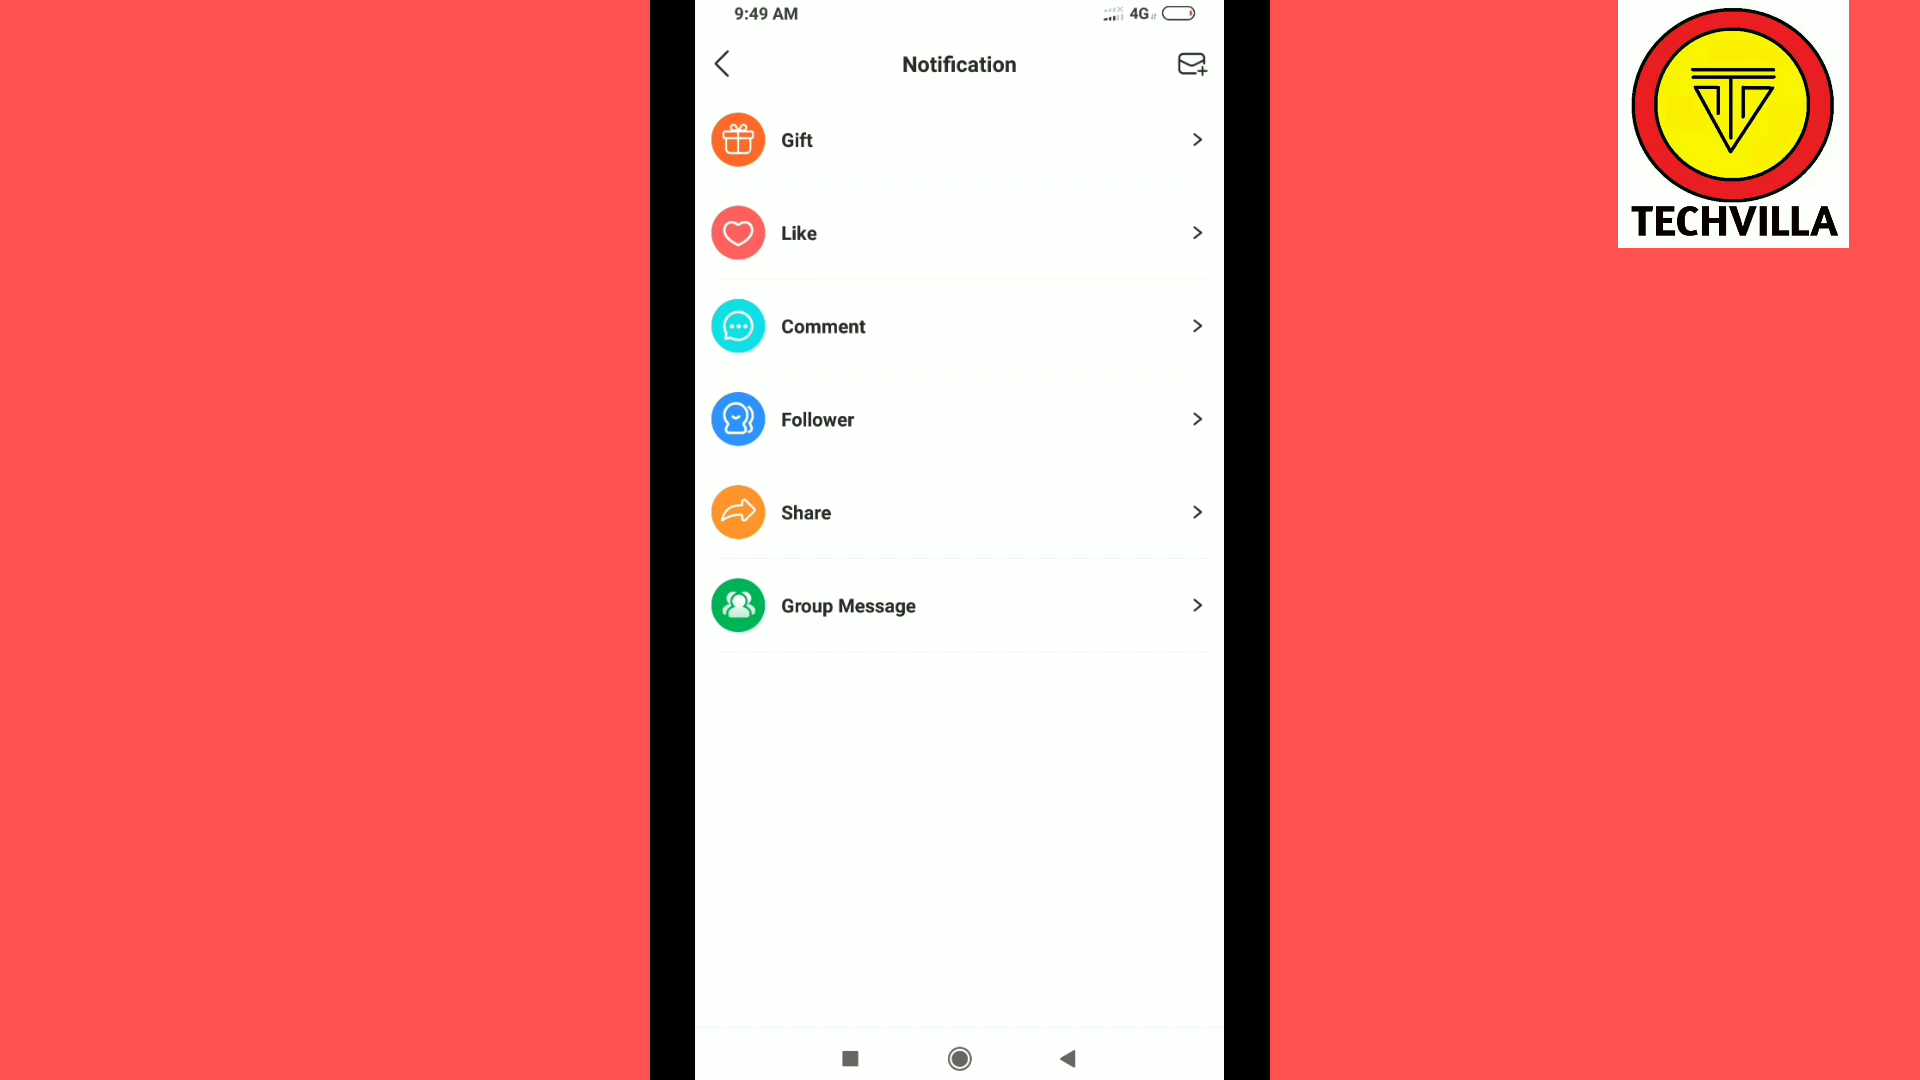 9:49 AM
4G
Notification
Gift
Like
Comment
Follower
Share
Group Message
TECHVILLA